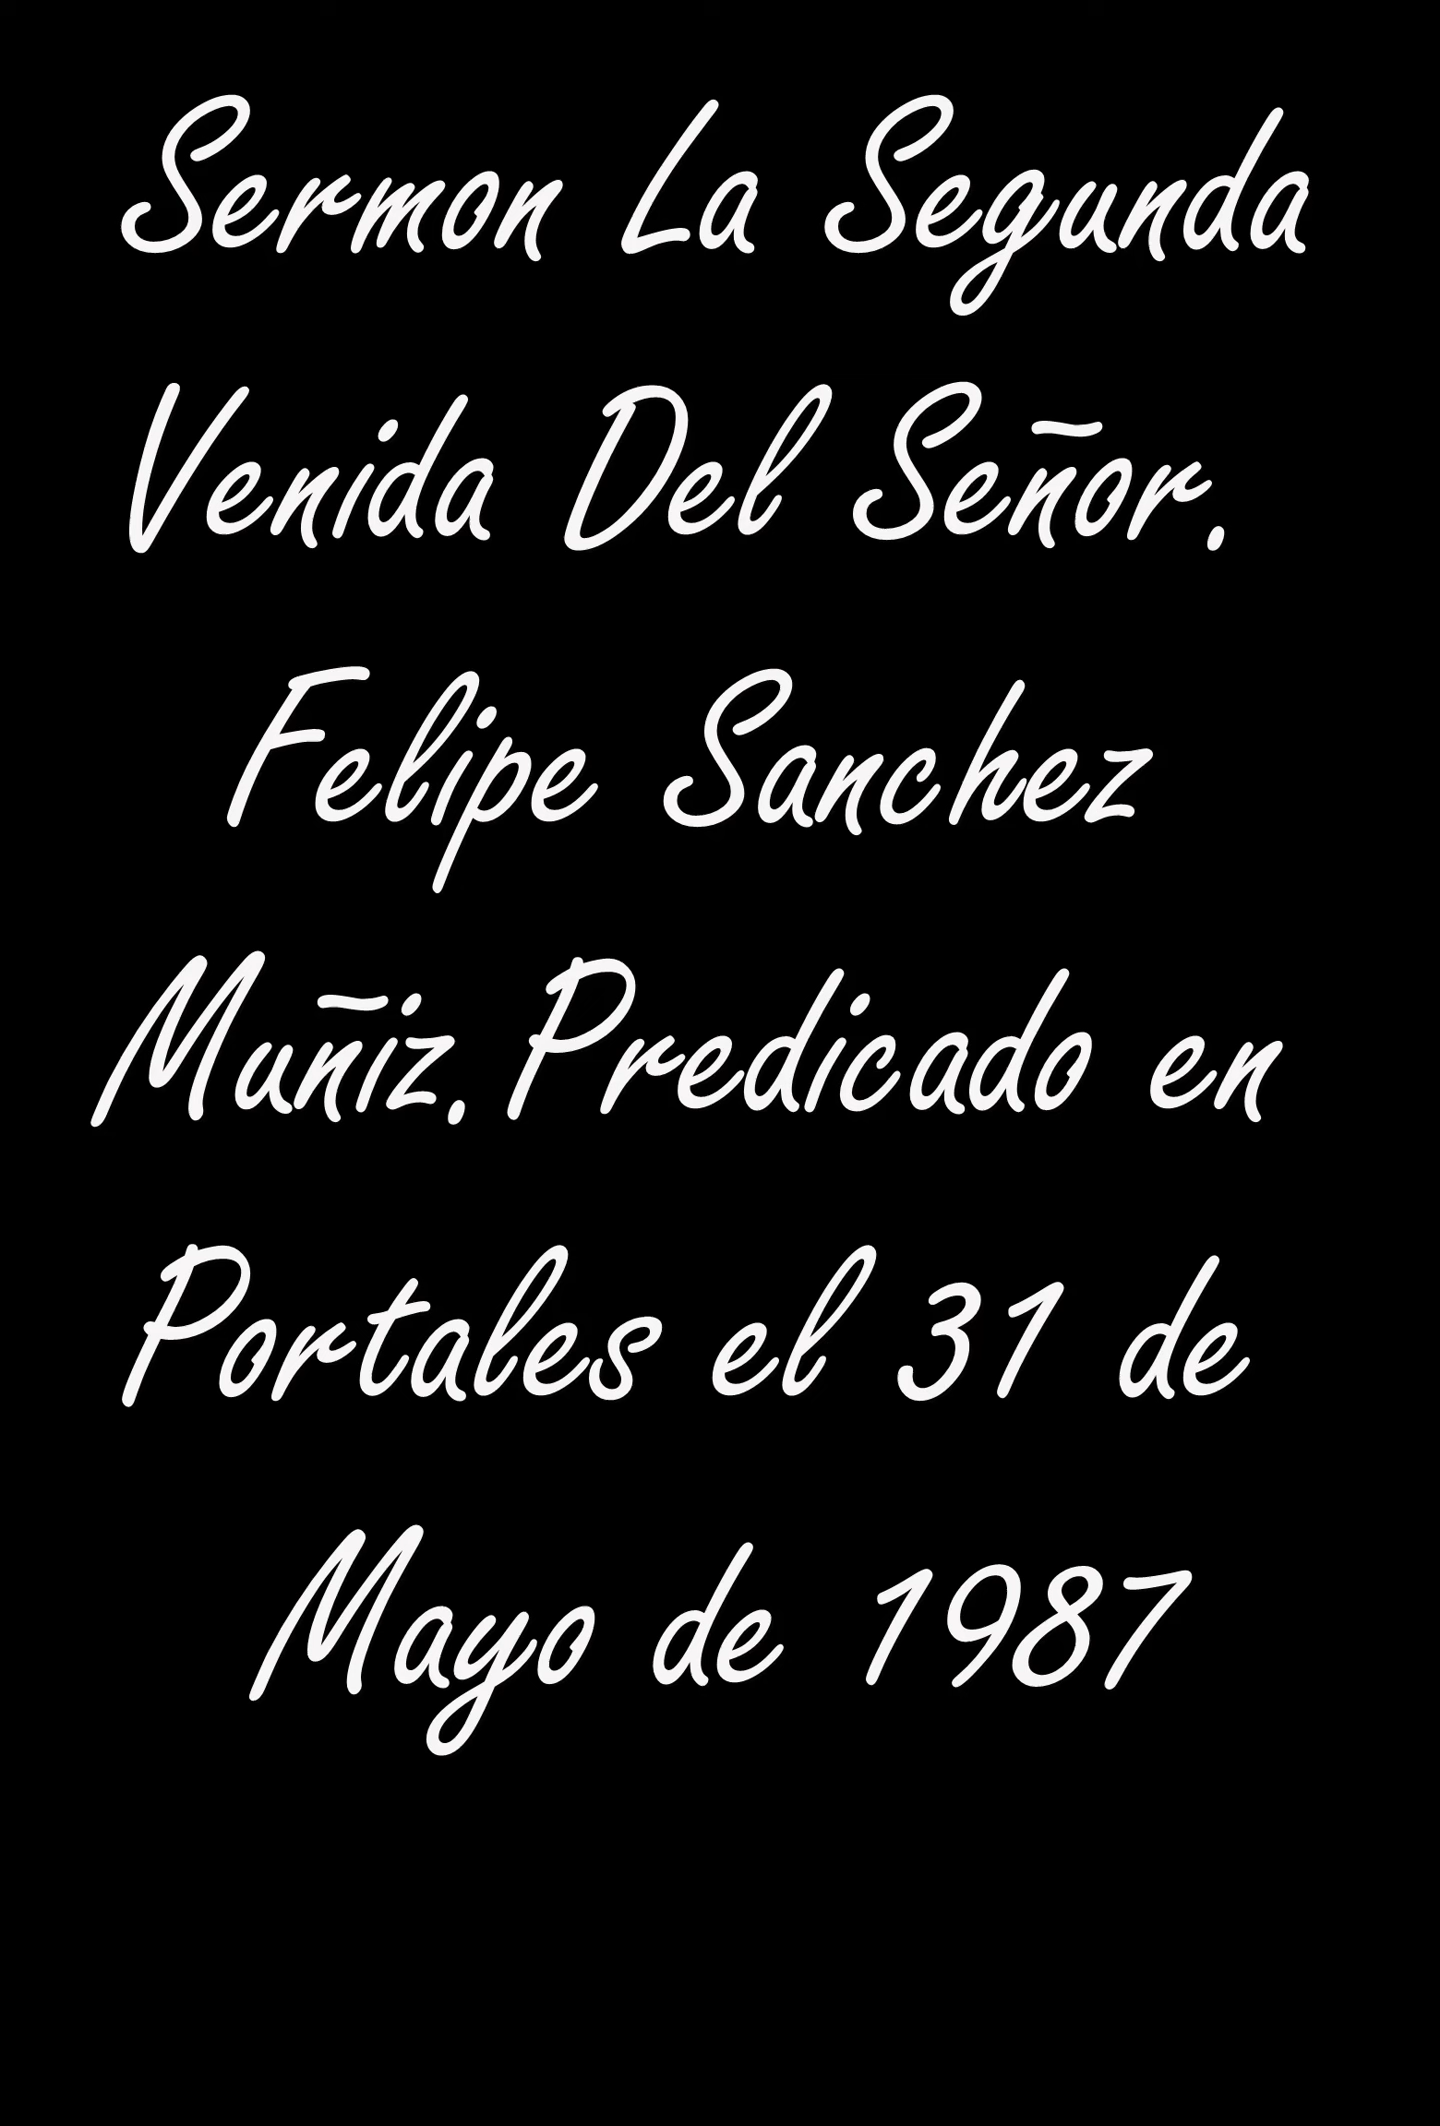 Sermon La Segunda
Venida Del Señor.
Felipe Sanchez
Muñiz. Predicado en
Portales el 31 de
Mayo de 1987